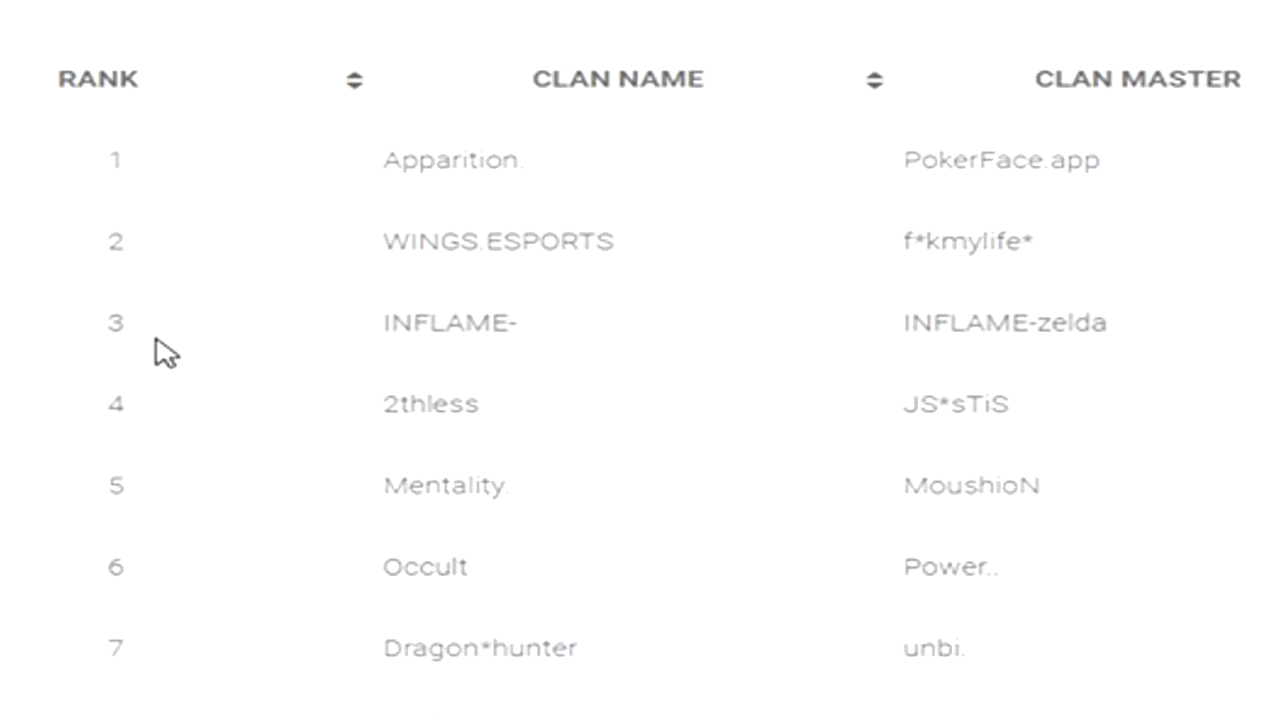 RANK CLAN NAME CLAN MASTER
1 Apparition. PokerFace.app
2 WINGS.ESPORTS f*kmylife*
3 INFLAME- INFLAME-zelda
4 2thless JS*sTiS
5 Mentality. MoushioN
6 Occult Power..
7 Dragon*hunter unbi.